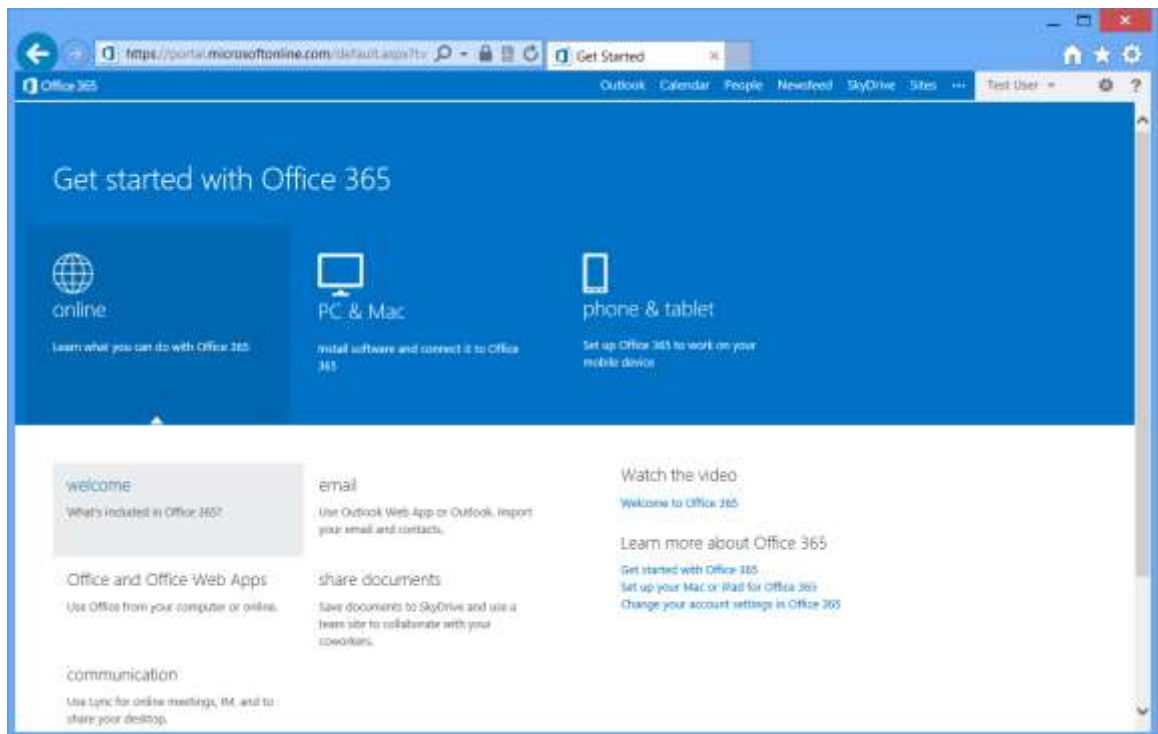 https://portal.microsoftonline.com/default.aspx?tv
Get Started
Office 365
Outlook Calendar People Newsfeed SkyDrive Sites ••• Test User
?
Get started with Office 365
online
Learn what you can do with Office 365
PC & Mac
Install software and connect it to Office
365
phone & tablet
Set up Office 365 to work on your
mobile device
welcome
What's included in Office 365?
email
Use Outlook Web App or Outlook. Import
your email and contacts.
Office and Office Web Apps
Use Office from your computer or online.
share documents
Save documents to SkyDrive and use a
team site to collaborate with your
coworkers.
communication
Use Lync for online meetings, IM, and to
share your desktop.
Watch the video
Welcome to Office 365
Learn more about Office 365
Get started with Office 365
Set up your Mac or iPad for Office 365
Change your account settings in Office 365